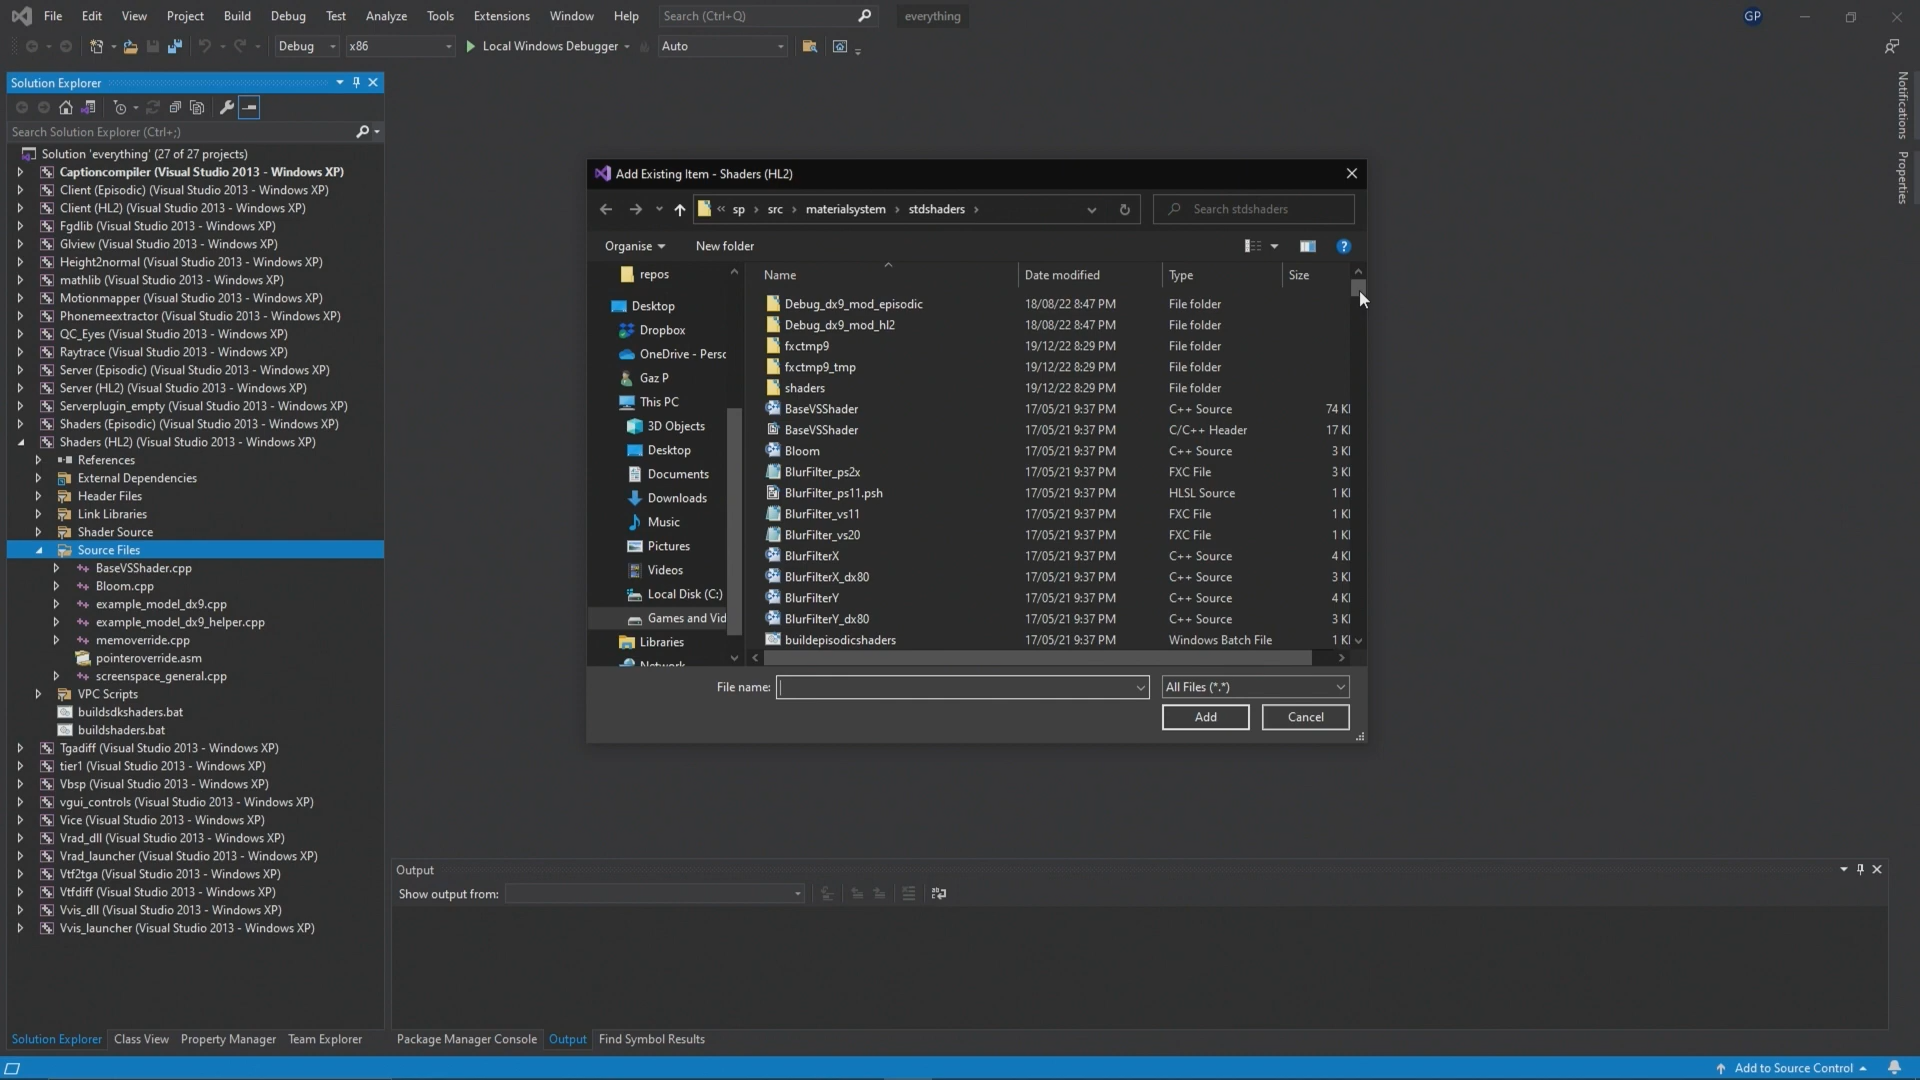 File Edit View Project Build Debug Test Analyze Tools Extensions Window Help Search (Ctrl+Q) everything GP
Debug x86 Local Windows Debugger Auto
Solution Explorer
Search Solution Explorer (Ctrl+;)
Solution 'everything' (27 of 27 projects)
Captioncompiler (Visual Studio 2013 - Windows XP)
Client (Episodic) (Visual Studio 2013 - Windows XP)
Client (HL2) (Visual Studio 2013 - Windows XP)
Fgdlib (Visual Studio 2013 - Windows XP)
Glview (Visual Studio 2013 - Windows XP)
Height2normal (Visual Studio 2013 - Windows XP)
mathlib (Visual Studio 2013 - Windows XP)
Motionmapper (Visual Studio 2013 - Windows XP)
Phonemeextractor (Visual Studio 2013 - Windows XP)
QC_Eyes (Visual Studio 2013 - Windows XP)
Raytrace (Visual Studio 2013 - Windows XP)
Server (Episodic) (Visual Studio 2013 - Windows XP)
Server (HL2) (Visual Studio 2013 - Windows XP)
Serverplugin_empty (Visual Studio 2013 - Windows XP)
Shaders (Episodic) (Visual Studio 2013 - Windows XP)
Shaders (HL2) (Visual Studio 2013 - Windows XP)
References
External Dependencies
Header Files
Link Libraries
Shader Source
Source Files
BaseVSShader.cpp
Bloom.cpp
example_model_dx9.cpp
example_model_dx9_helper.cpp
memoverride.cpp
pointeroverride.asm
screenspace_general.cpp
VPC Scripts
buildsdkshaders.bat
buildshaders.bat
Tgadiff (Visual Studio 2013 - Windows XP)
tier1 (Visual Studio 2013 - Windows XP)
Vbsp (Visual Studio 2013 - Windows XP)
vgui_controls (Visual Studio 2013 - Windows XP)
Vice (Visual Studio 2013 - Windows XP)
Vrad_dll (Visual Studio 2013 - Windows XP)
Vrad_launcher (Visual Studio 2013 - Windows XP)
Vtf2tga (Visual Studio 2013 - Windows XP)
Vtfdiff (Visual Studio 2013 - Windows XP)
Vvis_dll (Visual Studio 2013 - Windows XP)
Vvis_launcher (Visual Studio 2013 - Windows XP)
Solution Explorer Class View Property Manager Team Explorer
Add Existing Item - Shaders (HL2)
« sp › src › materialsystem › stdshaders › Search stdshaders
Organise New folder
repos
Desktop
Dropbox
OneDrive - Persc
Gaz P
This PC
3D Objects
Desktop
Documents
Downloads
Music
Pictures
Videos
Local Disk (C:)
Games and Vid
Libraries
Network
Name Date modified Type Size
Debug_dx9_mod_episodic 18/08/22 8:47 PM File folder
Debug_dx9_mod_hl2 18/08/22 8:47 PM File folder
fxctmp9 19/12/22 8:29 PM File folder
fxctmp9_tmp 19/12/22 8:29 PM File folder
shaders 19/12/22 8:29 PM File folder
BaseVSShader 17/05/21 9:37 PM C++ Source 74 K
BaseVSShader 17/05/21 9:37 PM C/C++ Header 17 K
Bloom 17/05/21 9:37 PM C++ Source 3 K
BlurFilter_ps2x 17/05/21 9:37 PM FXC File 3 K
BlurFilter_ps11.psh 17/05/21 9:37 PM HLSL Source 1 K
BlurFilter_vs11 17/05/21 9:37 PM FXC File 1 K
BlurFilter_vs20 17/05/21 9:37 PM FXC File 1 K
BlurFilterX 17/05/21 9:37 PM C++ Source 4 K
BlurFilterX_dx80 17/05/21 9:37 PM C++ Source 3 K
BlurFilterY 17/05/21 9:37 PM C++ Source 4 K
BlurFilterY_dx80 17/05/21 9:37 PM C++ Source 3 K
buildepisodicshaders 17/05/21 9:37 PM Windows Batch File 1 K
File name: All Files (*.*)
Add Cancel
Output
Show output from:
Package Manager Console Output Find Symbol Results
Notifications
Properties
Add to Source Control